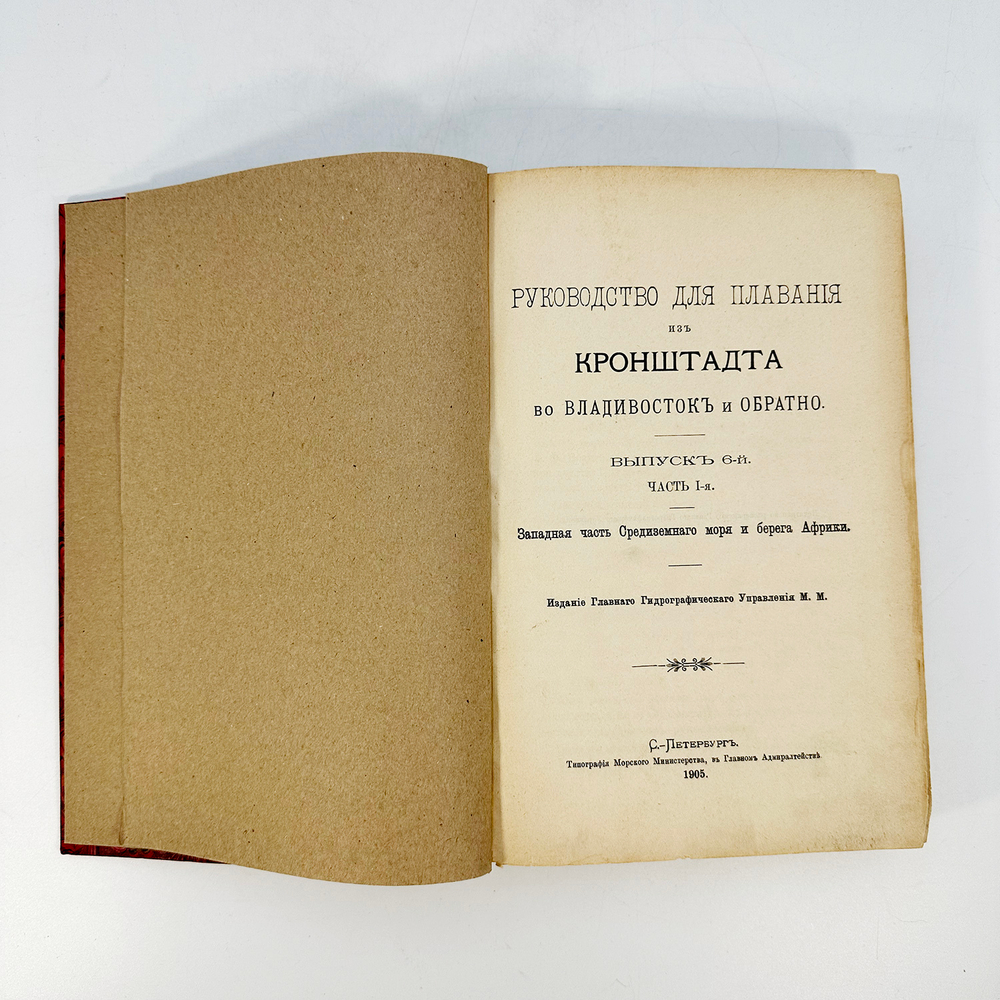 РУКОВОДСТВО ДЛЯ ПЛАВАНІЯ
ИЗЪ
КРОНШТАДТА
ВО ВЛАДИВОСТОКЪ и ОБРАТНО.
ВЫПУСКЪ 6-й.
ЧАСТЬ I-я.
Западная часть Средиземнаго моря и берега Африки.
Изданіе Главнаго Гидрографическаго Управленія М. М.
С.-ПЕТЕРБУРГЪ.
Типографія Морского Министерства, въ Главномъ Адмиралтействѣ
1905.